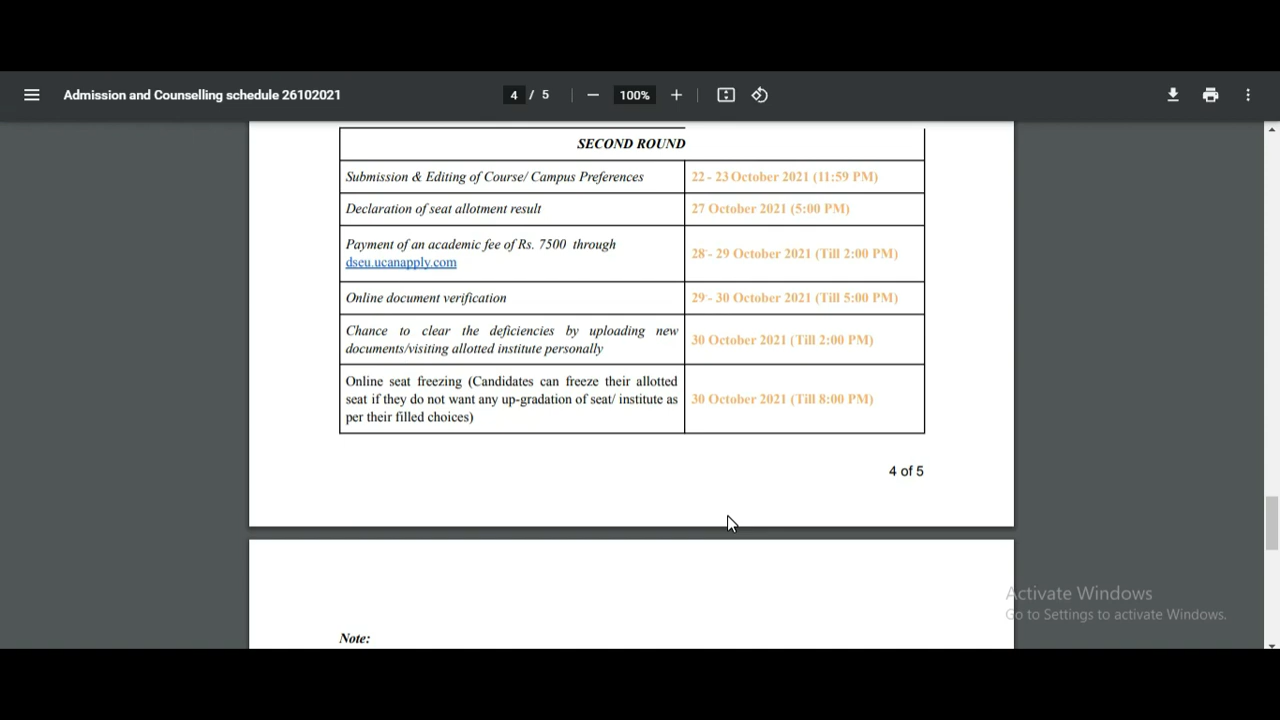 Admission and Counselling schedule 26102021
4 / 5
100%
SECOND ROUND
Submission & Editing of Course/ Campus Preferences
22 - 23 October 2021 (11:59 PM)
Declaration of seat allotment result
27 October 2021 (5:00 PM)
Payment of an academic fee of Rs. 7500 through
dseu.ucanapply.com
28 - 29 October 2021 (Till 2:00 PM)
Online document verification
29 - 30 October 2021 (Till 5:00 PM)
Chance to clear the deficiencies by uploading new
documents/visiting allotted institute personally
30 October 2021 (Till 2:00 PM)
Online seat freezing (Candidates can freeze their allotted
seat if they do not want any up-gradation of seat/ institute as
per their filled choices)
30 October 2021 (Till 8:00 PM)
4 of 5
Activate Windows
Go to Settings to activate Windows.
Note: